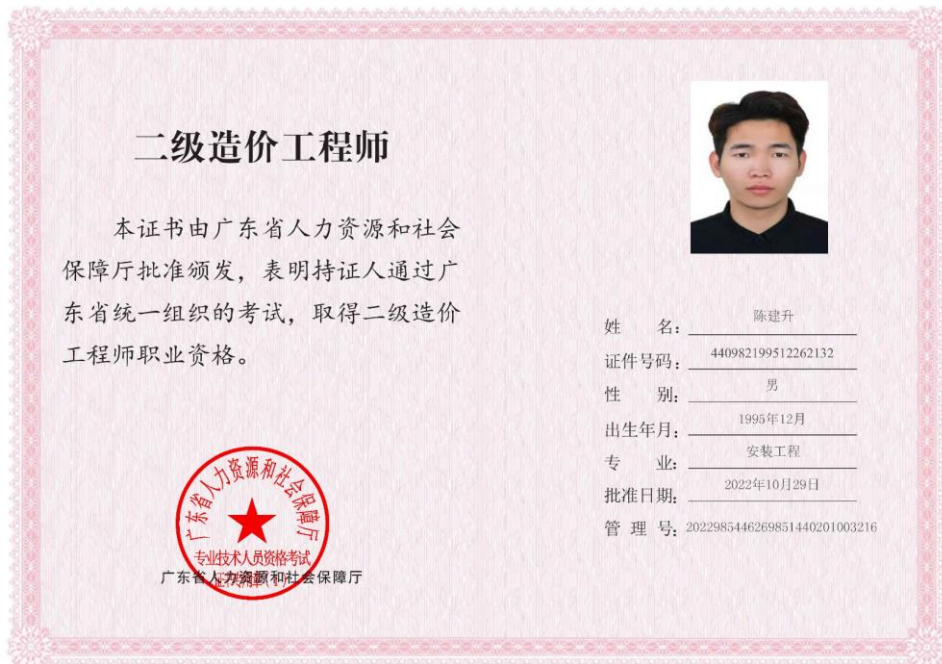 二级造价工程师
本证书由广东省人力资源和社会
保障厅批准颁发，表明持证人通过广
东省统一组织的考试，取得二级造价
工程师职业资格。
广东省人力资源和社会保障厅
专业技术人员资格考试
广东省人力资源和社会保障厅
姓 名：陈建升
证件号码：440982199512262132
性 别：男
出生年月：1995年12月
专 业：安装工程
批准日期：2022年10月29日
管 理 号：2022985446269851440201003216